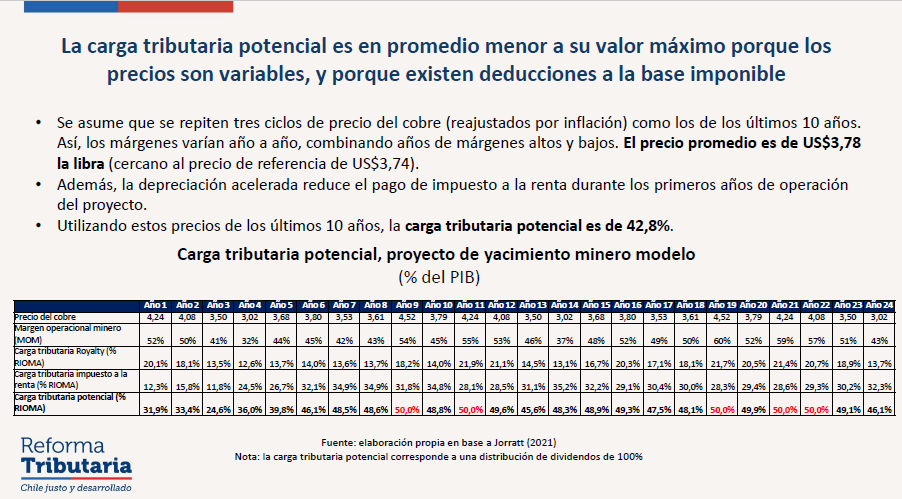 La carga tributaria potencial es en promedio menor a su valor máximo porque los
precios son variables, y porque existen deducciones a la base imponible
• Se asume que se repiten tres ciclos de precio del cobre (reajustados por inflación) como los de los últimos 10 años.
Así, los márgenes varían año a año, combinando años de márgenes altos y bajos. El precio promedio es de US$3,78
la libra (cercano al precio de referencia de US$3,74).
• Además, la depreciación acelerada reduce el pago de impuesto a la renta durante los primeros años de operación
del proyecto.
• Utilizando estos precios de los últimos 10 años, la carga tributaria potencial es de 42,8%.
Carga tributaria potencial, proyecto de yacimiento minero modelo
(% del PIB)
Año 1 Año 2 Año 3 Año 4 Año 5 Año 6 Año 7 Año 8 Año 9 Año 10 Año 11 Año 12 Año 13 Año 14 Año 15 Año 16 Año 17 Año 18 Año 19 Año 20 Año 21 Año 22 Año 23 Año 24
Precio del cobre 4,24 4,08 3,50 3,02 3,68 3,80 3,53 3,61 4,52 3,79 4,24 4,08 3,50 3,02 3,68 3,80 3,53 3,61 4,52 3,79 4,24 4,08 3,50 3,02
Margen operacional minero
(MOM) 52% 50% 41% 32% 44% 45% 42% 43% 54% 45% 55% 53% 46% 37% 48% 52% 49% 50% 60% 52% 59% 57% 51% 43%
Carga tributaria Royalty (%
RIOMA) 20,1% 18,1% 13,5% 12,6% 13,7% 14,0% 13,6% 13,7% 18,2% 14,0% 21,9% 21,1% 14,5% 13,1% 16,7% 20,3% 17,1% 18,1% 21,7% 20,5% 21,4% 20,7% 18,9% 13,7%
Carga tributaria impuesto a la
renta (% RIOMA) 12,3% 15,8% 11,8% 24,5% 26,7% 32,1% 34,9% 34,9% 31,8% 34,8% 28,1% 28,5% 31,1% 35,2% 32,2% 29,1% 30,4% 30,0% 28,3% 29,4% 28,6% 29,3% 30,2% 32,3%
Carga tributaria potencial (%
RIOMA) 31,9% 33,4% 24,6% 36,0% 39,8% 46,1% 48,5% 48,6% 50,0% 48,8% 50,0% 49,6% 45,6% 48,3% 48,9% 49,3% 47,5% 48,1% 50,0% 49,9% 50,0% 50,0% 49,1% 46,1%
Fuente: elaboración propia en base a Jorratt (2021)
Nota: la carga tributaria potencial corresponde a una distribución de dividendos de 100%
Reforma
Tributaria
Chile justo y desarrollado